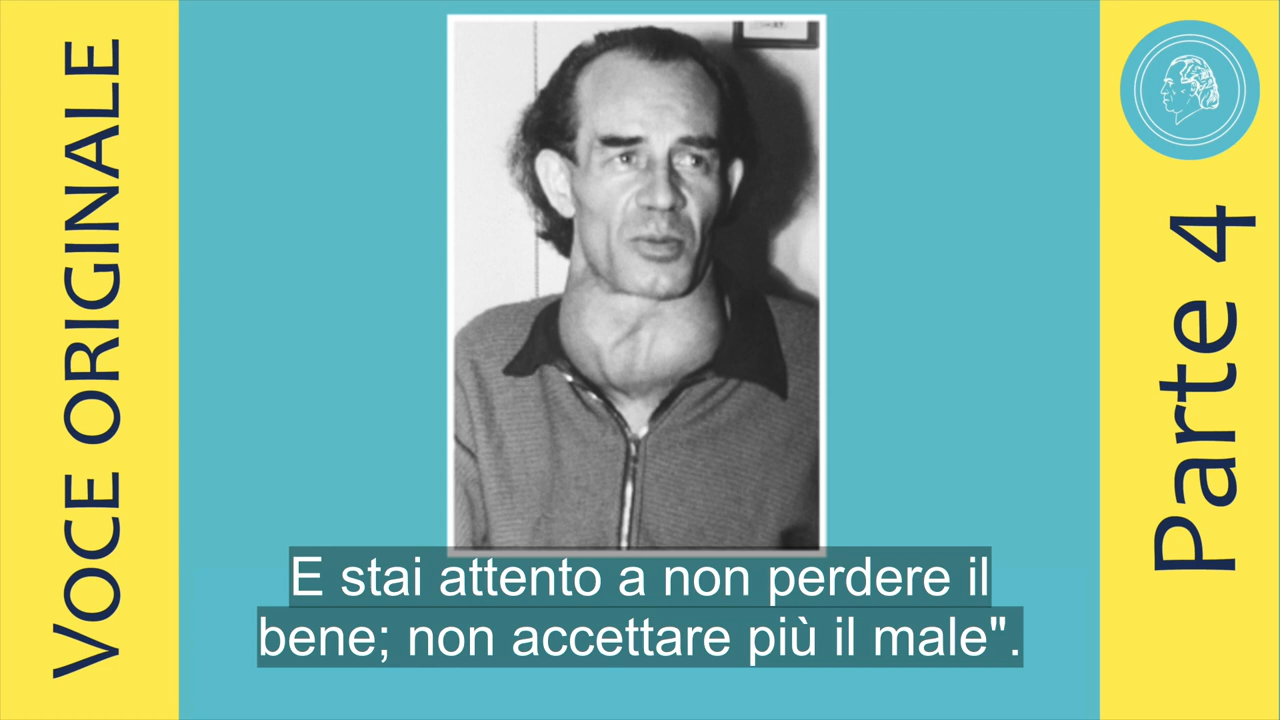 VOCE ORIGINALE
Parte 4
E stai attento a non perdere il
bene; non accettare più il male".